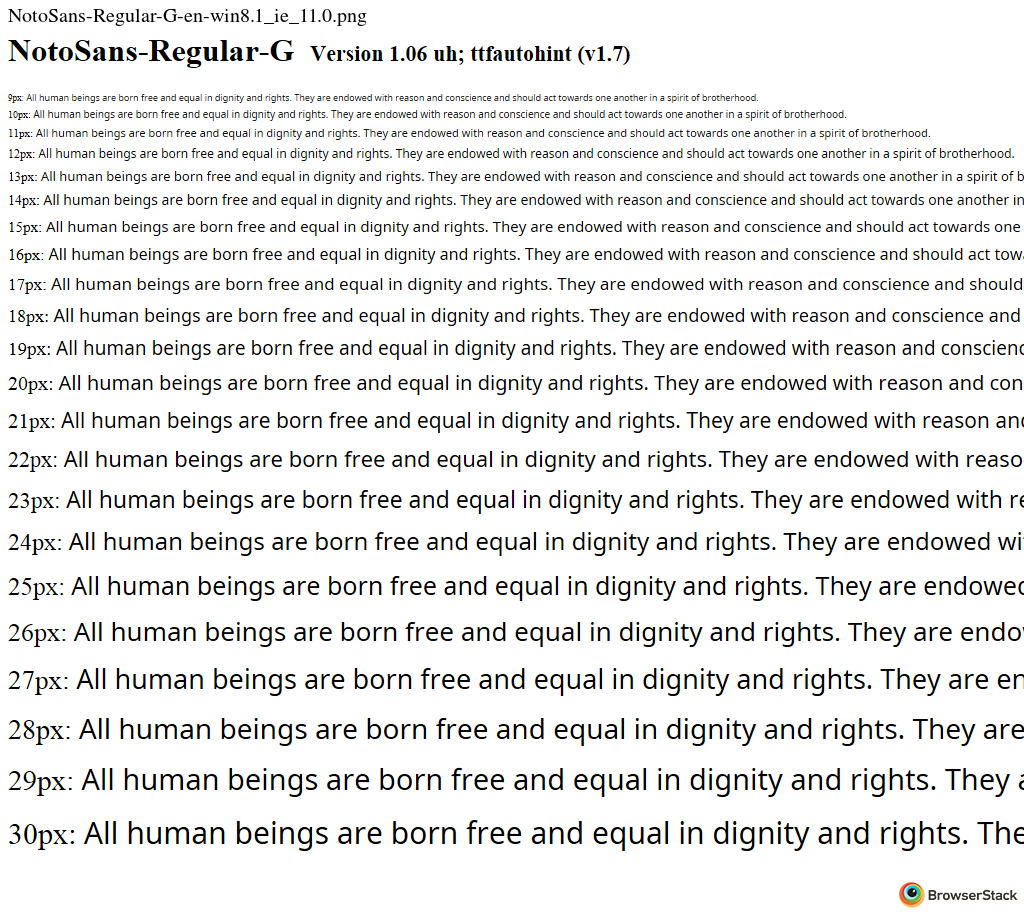 NotoSans-Regular-G-en-win8.1_ie_11.0.png
NotoSans-Regular-G Version 1.06 uh; ttfautohint (v1.7)
9px: All human beings are born free and equal in dignity and rights. They are endowed with reason and conscience and should act towards one another in a spirit of brotherhood.
10px: All human beings are born free and equal in dignity and rights. They are endowed with reason and conscience and should act towards one another in a spirit of brotherhood.
11px: All human beings are born free and equal in dignity and rights. They are endowed with reason and conscience and should act towards one another in a spirit of brotherhood.
12px: All human beings are born free and equal in dignity and rights. They are endowed with reason and conscience and should act towards one another in a spirit of brotherhood.
13px: All human beings are born free and equal in dignity and rights. They are endowed with reason and conscience and should act towards one another in a spirit of b
14px: All human beings are born free and equal in dignity and rights. They are endowed with reason and conscience and should act towards one another in
15px: All human beings are born free and equal in dignity and rights. They are endowed with reason and conscience and should act towards one
16px: All human beings are born free and equal in dignity and rights. They are endowed with reason and conscience and should act tow
17px: All human beings are born free and equal in dignity and rights. They are endowed with reason and conscience and should
18px: All human beings are born free and equal in dignity and rights. They are endowed with reason and conscience and
19px: All human beings are born free and equal in dignity and rights. They are endowed with reason and conscienc
20px: All human beings are born free and equal in dignity and rights. They are endowed with reason and con
21px: All human beings are born free and equal in dignity and rights. They are endowed with reason and
22px: All human beings are born free and equal in dignity and rights. They are endowed with reaso
23px: All human beings are born free and equal in dignity and rights. They are endowed with re
24px: All human beings are born free and equal in dignity and rights. They are endowed wi
25px: All human beings are born free and equal in dignity and rights. They are endowed
26px: All human beings are born free and equal in dignity and rights. They are endo
27px: All human beings are born free and equal in dignity and rights. They are en
28px: All human beings are born free and equal in dignity and rights. They are
29px: All human beings are born free and equal in dignity and rights. They a
30px: All human beings are born free and equal in dignity and rights. The
BrowserStack